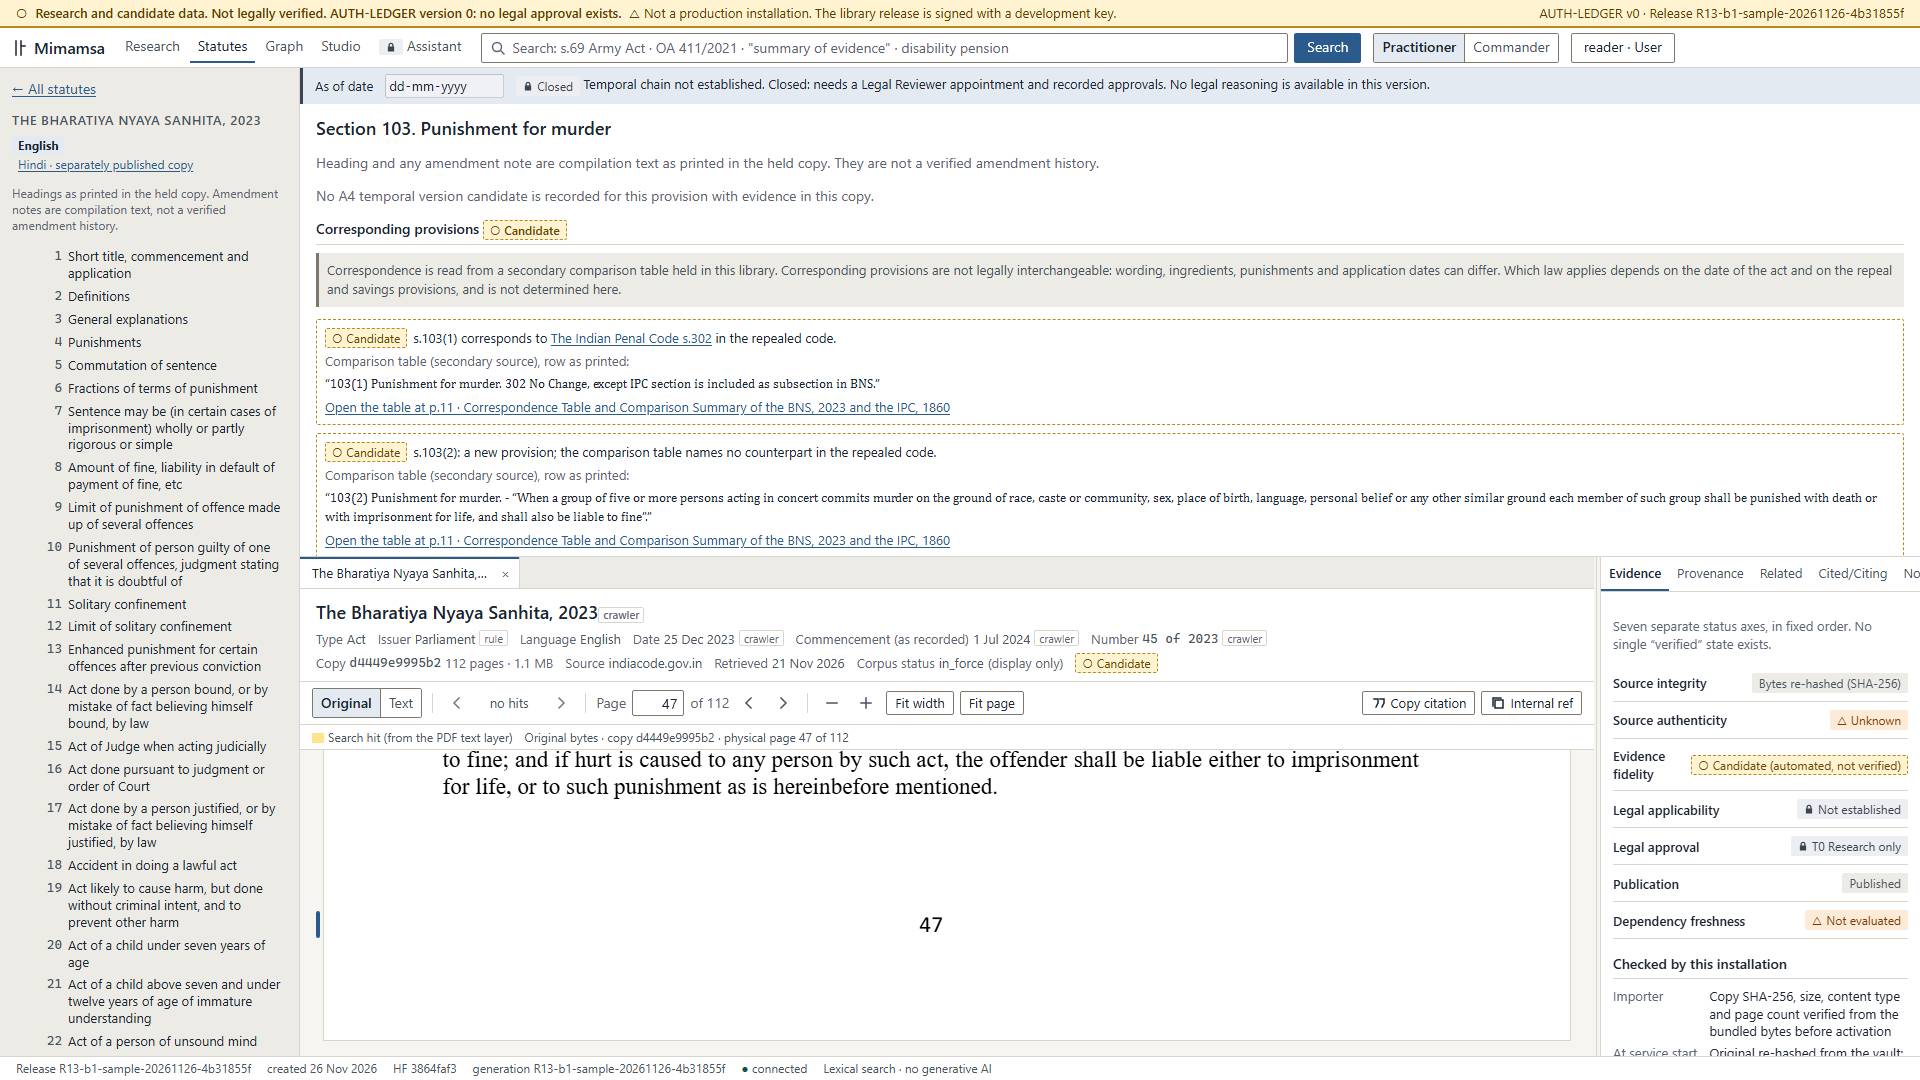 Research and candidate data. Not legally verified. AUTH-LEDGER version 0: no legal approval exists. △ Not a production installation. The library release is signed with a development key.
AUTH-LEDGER v0 · Release R13-b1-sample-20261126-4b31855f
Mimamsa
Research Statutes Graph Studio Assistant
Search: s.69 Army Act · OA 411/2021 · "summary of evidence" · disability pension
Search
Practitioner Commander
reader · User
← All statutes
THE BHARATIYA NYAYA SANHITA, 2023
English
Hindi · separately published copy
Headings as printed in the held copy. Amendment
notes are compilation text, not a verified
amendment history.
1 Short title, commencement and
application
2 Definitions
3 General explanations
4 Punishments
5 Commutation of sentence
6 Fractions of terms of punishment
7 Sentence may be (in certain cases of
imprisonment) wholly or partly
rigorous or simple
8 Amount of fine, liability in default of
payment of fine, etc
9 Limit of punishment of offence made
up of several offences
10 Punishment of person guilty of one
of several offences, judgment stating
that it is doubtful of
11 Solitary confinement
12 Limit of solitary confinement
13 Enhanced punishment for certain
offences after previous conviction
14 Act done by a person bound, or by
mistake of fact believing himself
bound, by law
15 Act of Judge when acting judicially
16 Act done pursuant to judgment or
order of Court
17 Act done by a person justified, or by
mistake of fact believing himself
justified, by law
18 Accident in doing a lawful act
19 Act likely to cause harm, but done
without criminal intent, and to
prevent other harm
20 Act of a child under seven years of
age
21 Act of a child above seven and under
twelve years of age of immature
understanding
22 Act of a person of unsound mind
As of date dd-mm-yyyy Closed Temporal chain not established. Closed: needs a Legal Reviewer appointment and recorded approvals. No legal reasoning is available in this version.
Section 103. Punishment for murder
Heading and any amendment note are compilation text as printed in the held copy. They are not a verified amendment history.
No A4 temporal version candidate is recorded for this provision with evidence in this copy.
Corresponding provisions Candidate
Correspondence is read from a secondary comparison table held in this library. Corresponding provisions are not legally interchangeable: wording, ingredients, punishments and application dates can differ. Which law applies depends on the date of the act and on the repeal
and savings provisions, and is not determined here.
Candidate s.103(1) corresponds to The Indian Penal Code s.302 in the repealed code.
Comparison table (secondary source), row as printed:
“103(1) Punishment for murder. 302 No Change, except IPC section is included as subsection in BNS.”
Open the table at p.11 · Correspondence Table and Comparison Summary of the BNS, 2023 and the IPC, 1860
Candidate s.103(2): a new provision; the comparison table names no counterpart in the repealed code.
Comparison table (secondary source), row as printed:
“103(2) Punishment for murder. - “When a group of five or more persons acting in concert commits murder on the ground of race, caste or community, sex, place of birth, language, personal belief or any other similar ground each member of such group shall be punished with death or
with imprisonment for life, and shall also be liable to fine”.”
Open the table at p.11 · Correspondence Table and Comparison Summary of the BNS, 2023 and the IPC, 1860
The Bharatiya Nyaya Sanhita,... ×
The Bharatiya Nyaya Sanhita, 2023 crawler
Type Act Issuer Parliament rule Language English Date 25 Dec 2023 crawler Commencement (as recorded) 1 Jul 2024 crawler Number 45 of 2023 crawler
Copy d4449e9995b2 112 pages · 1.1 MB Source indiacode.gov.in Retrieved 21 Nov 2026 Corpus status in_force (display only) Candidate
Original Text no hits Page 47 of 112 Fit width Fit page Copy citation Internal ref
Search hit (from the PDF text layer) Original bytes · copy d4449e9995b2 · physical page 47 of 112
to fine; and if hurt is caused to any person by such act, the offender shall be liable either to imprisonment
for life, or to such punishment as is hereinbefore mentioned.
47
Evidence Provenance Related Cited/Citing No
Seven separate status axes, in fixed order. No
single “verified” state exists.
Source integrity Bytes re-hashed (SHA-256)
Source authenticity △ Unknown
Evidence
fidelity
Candidate (automated, not verified)
Legal applicability Not established
Legal approval T0 Research only
Publication Published
Dependency freshness △ Not evaluated
Checked by this installation
Importer Copy SHA-256, size, content type
and page count verified from the
bundled bytes before activation
At service start Original re-hashed from the vault;
Release R13-b1-sample-20261126-4b31855f created 26 Nov 2026 HF 3864faf3 generation R13-b1-sample-20261126-4b31855f ● connected Lexical search · no generative AI